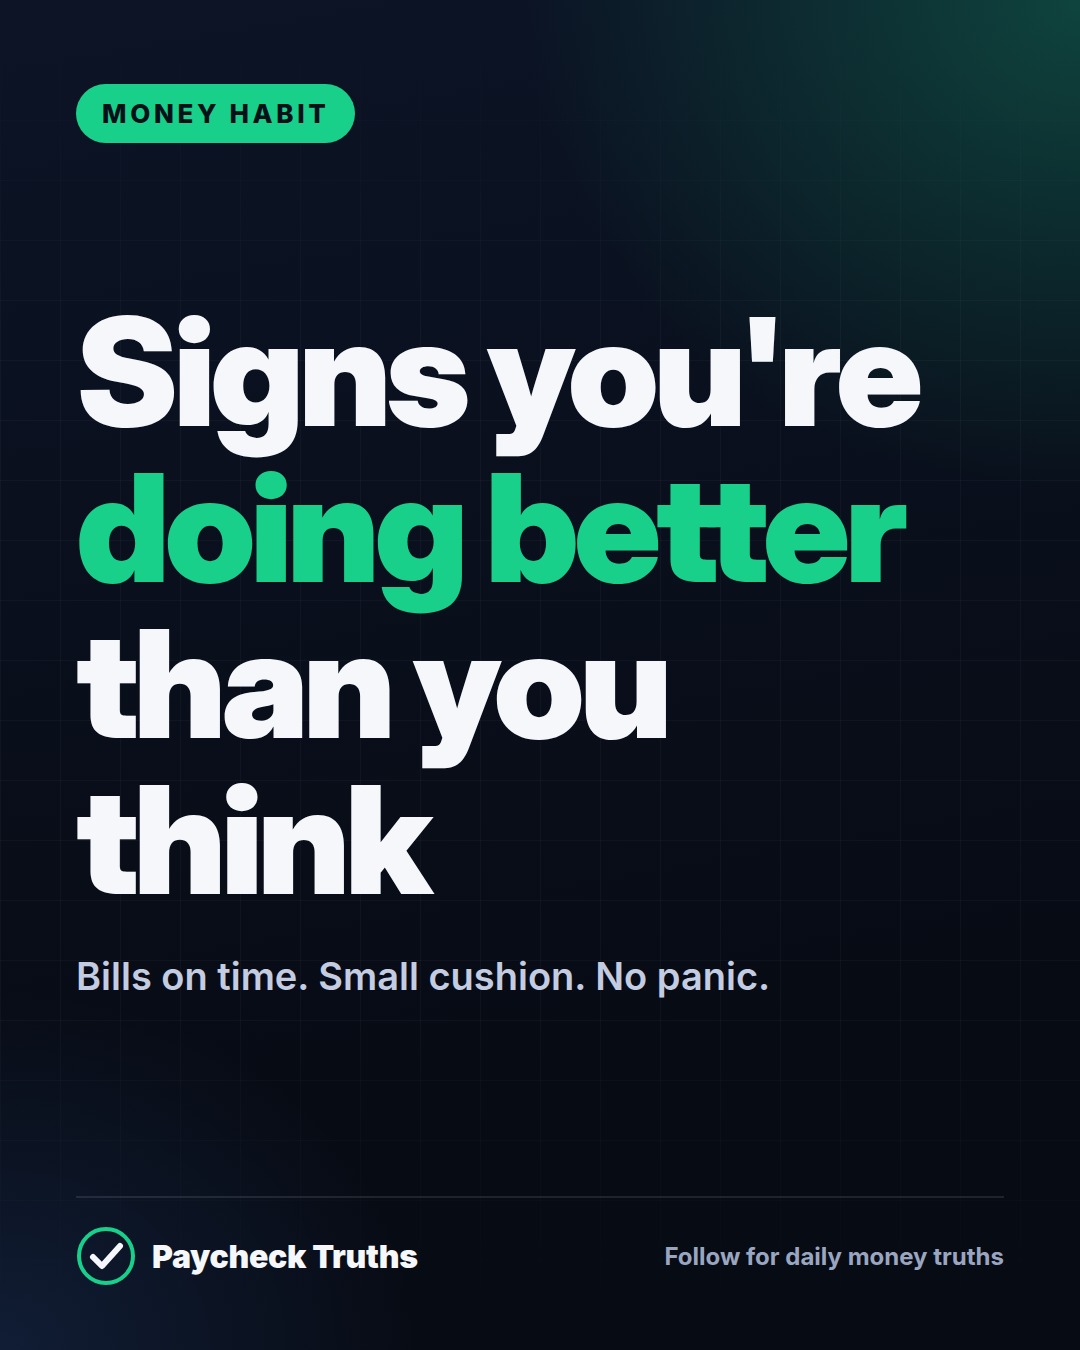 MONEY HABIT
Signs you're
doing better
than you
think
Bills on time. Small cushion. No panic.
Paycheck Truths
Follow for daily money truths